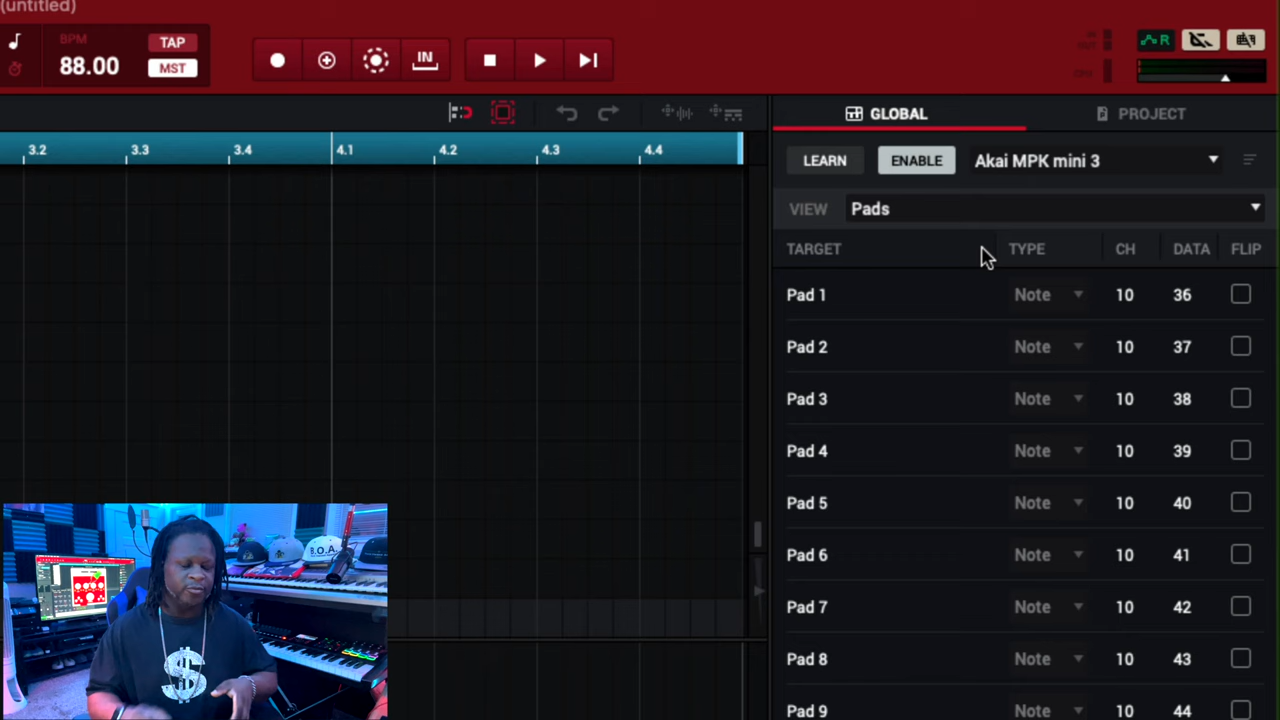 (untitled)
BPM
TAP
88.00
MST
IN
R
GLOBAL
PROJECT
3.2
3.3
3.4
4.1
4.2
4.3
4.4
LEARN
ENABLE
Akai MPK mini 3
VIEW
Pads
TARGET TYPE CH DATA FLIP
Pad 1 Note 10 36
Pad 2 Note 10 37
Pad 3 Note 10 38
Pad 4 Note 10 39
Pad 5 Note 10 40
Pad 6 Note 10 41
Pad 7 Note 10 42
Pad 8 Note 10 43
Pad 9 Note 10 44
B.O.A.
$